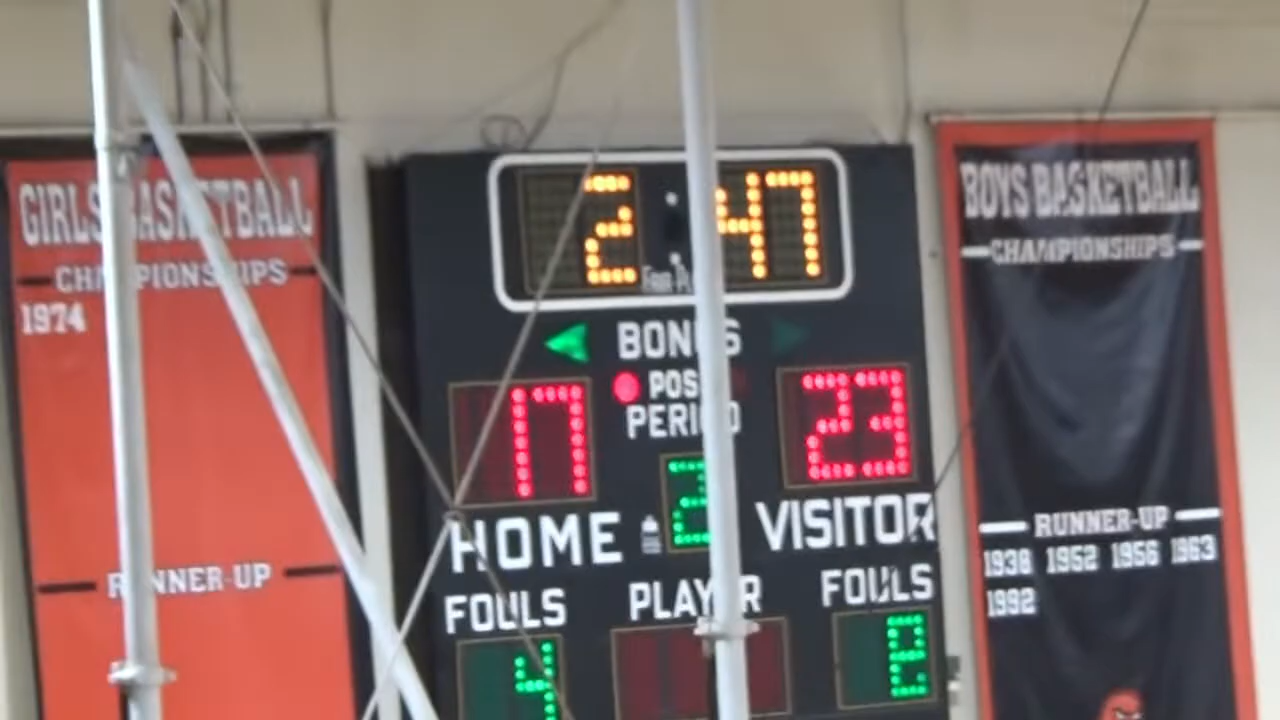 GIRLS BASKETBALL
CHAMPIONSHIPS
1974
RUNNER-UP
2:47
BONUS
POSS
PERIOD
17
23
2
HOME
VISITOR
FOULS
PLAYER
FOULS
4
8
BOYS BASKETBALL
CHAMPIONSHIPS
RUNNER-UP
1938 1952 1956 1963
1992